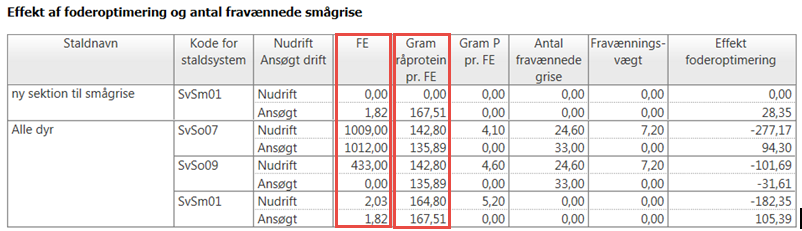 Effekt af foderoptimering og antal fravænnede smågrise
Staldnavn Kode for staldsystem Nudrift Ansøgt drift FE Gram råprotein pr. FE Gram P pr. FE Antal fravænnede grise Fravænnings-vægt Effekt foderoptimering
ny sektion til smågrise SvSm01 Nudrift 0,00 0,00 0,00 0,00 0,00 0,00
Ansøgt 1,82 167,51 0,00 0,00 0,00 28,35
Alle dyr SvSo07 Nudrift 1009,00 142,80 4,10 24,60 7,20 -277,17
Ansøgt 1012,00 135,89 0,00 33,00 0,00 94,30
SvSo09 Nudrift 433,00 142,80 4,60 24,60 7,20 -101,69
Ansøgt 0,00 135,89 0,00 33,00 0,00 -31,61
SvSm01 Nudrift 2,03 164,80 5,20 0,00 0,00 -182,35
Ansøgt 1,82 167,51 0,00 0,00 0,00 105,39